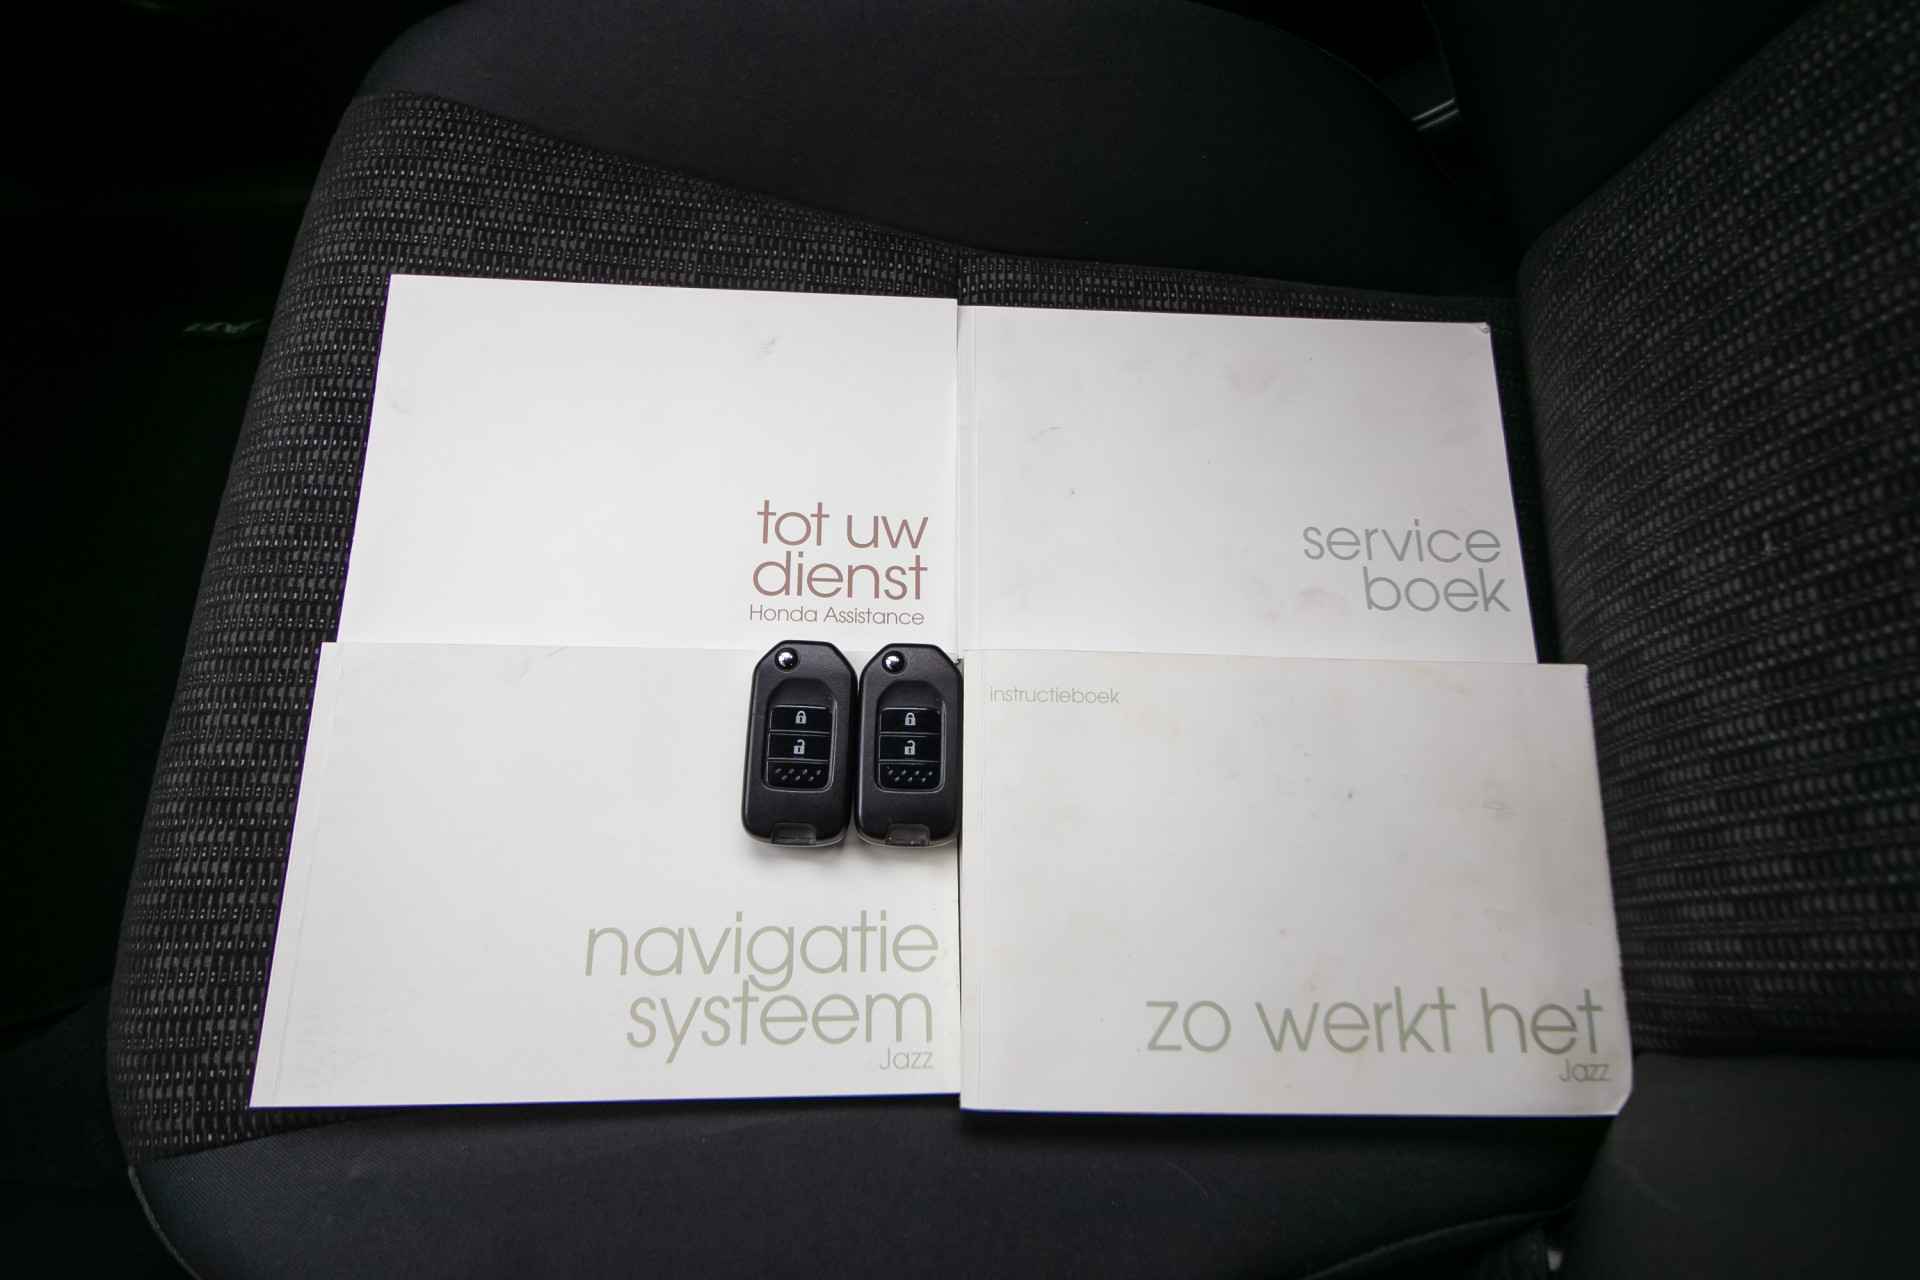 tot uw
dienst
Honda Assistance
service
boek
navigatie
systeem
Jazz
instructieboek
zo werkt het
Jazz